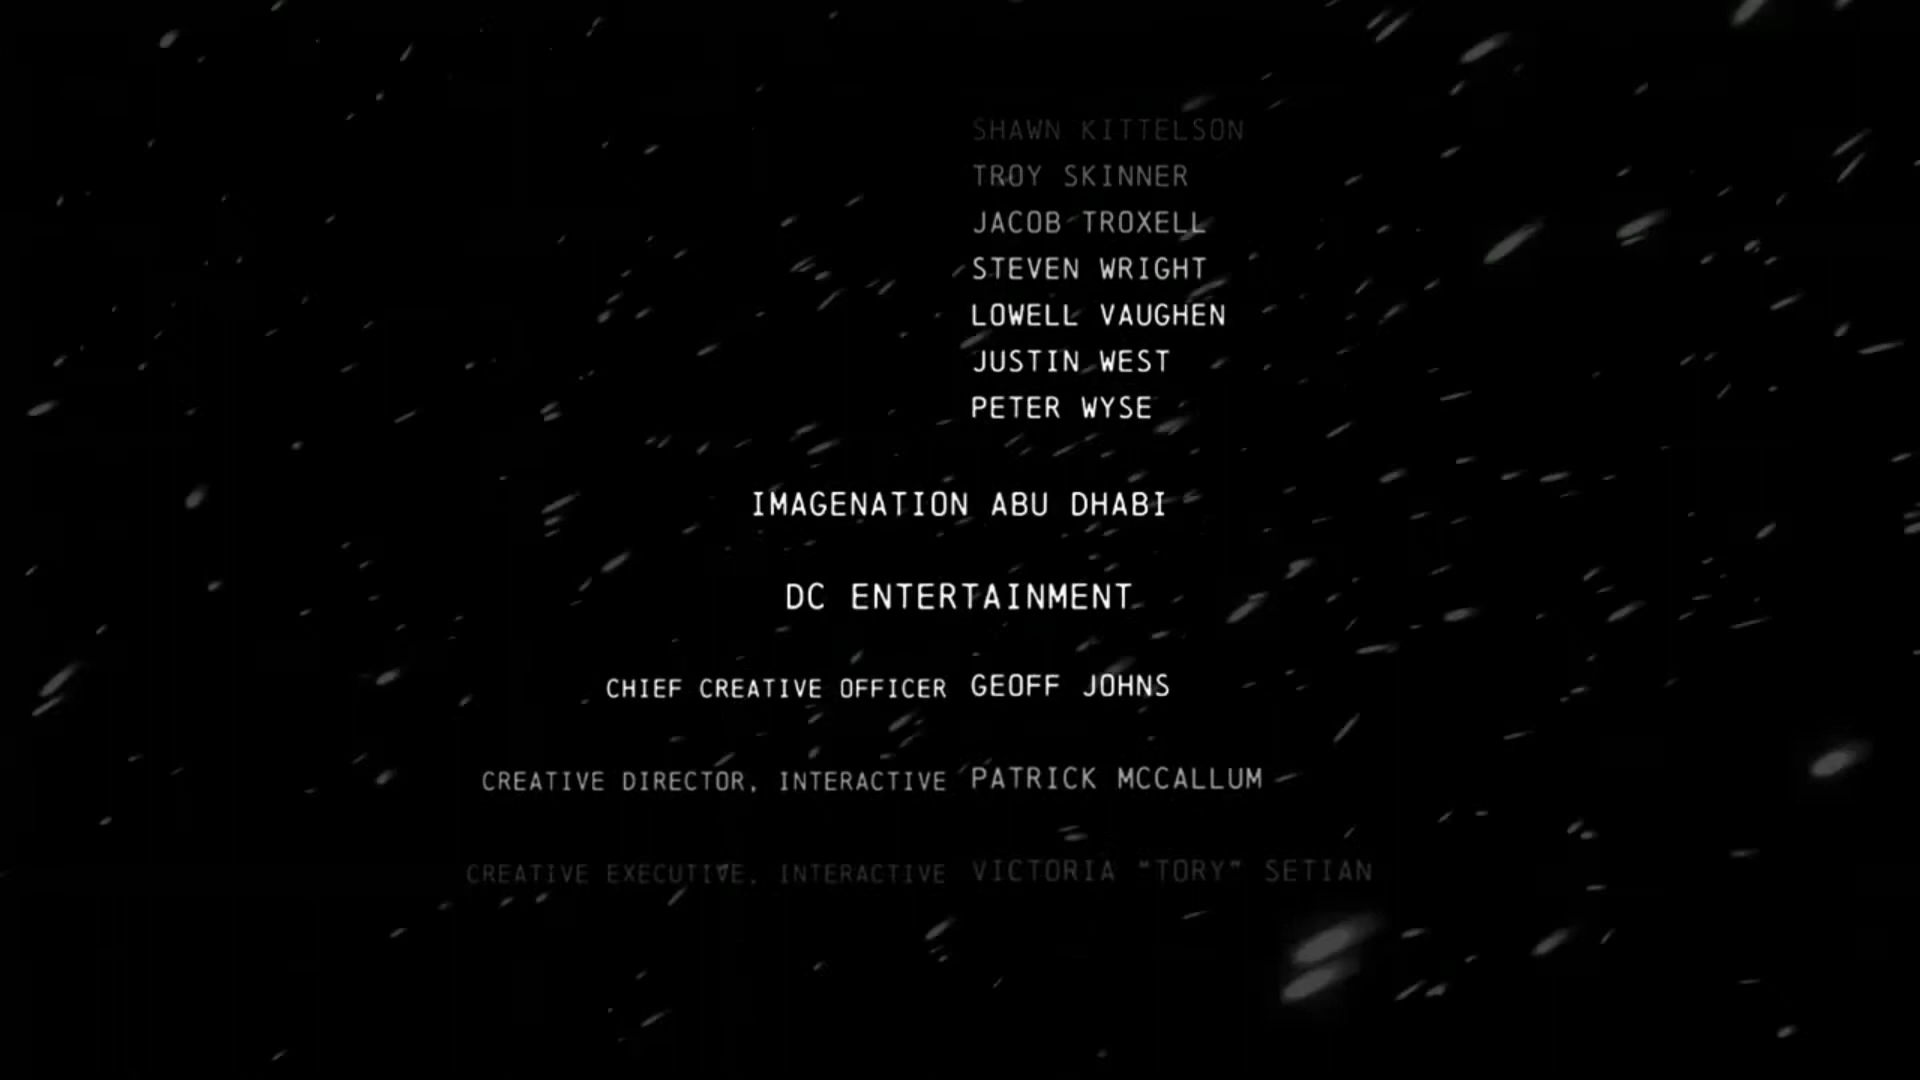 SHAWN KITTELSON
TROY SKINNER
JACOB TROXELL
STEVEN WRIGHT
LOWELL VAUGHEN
JUSTIN WEST
PETER WYSE
IMAGENATION ABU DHABI
DC ENTERTAINMENT
CHIEF CREATIVE OFFICER GEOFF JOHNS
CREATIVE DIRECTOR, INTERACTIVE PATRICK MCCALLUM
CREATIVE EXECUTIVE, INTERACTIVE VICTORIA "TORY" SETIAN